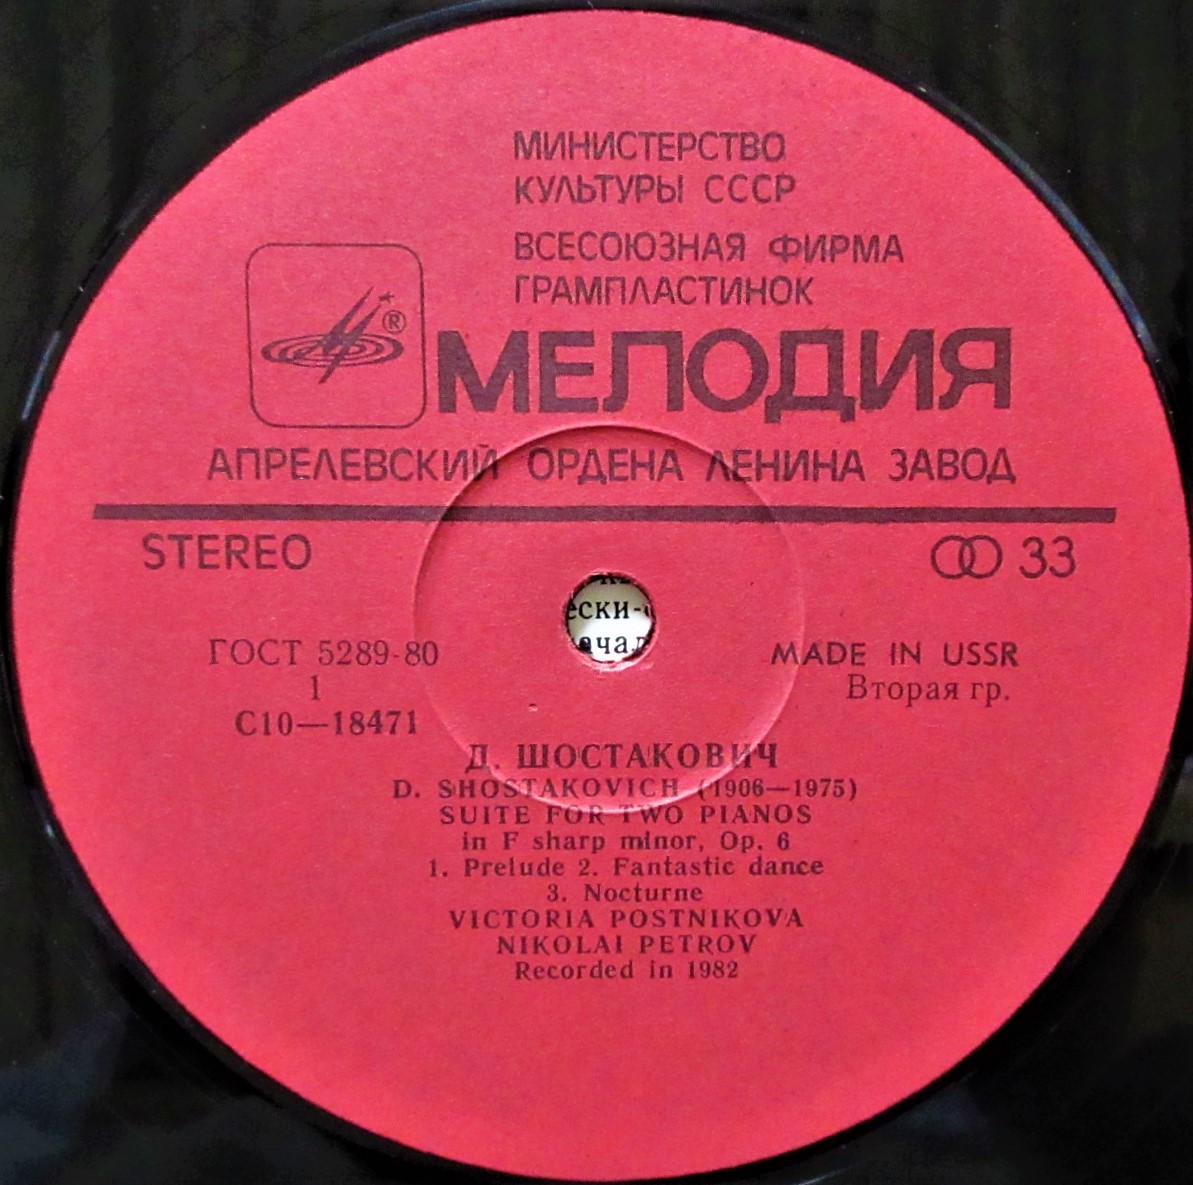 МИНИСТЕРСТВО
КУЛЬТУРЫ СССР
ВСЕСОЮЗНАЯ ФИРМА
ГРАМПЛАСТИНОК
®
МЕЛОДИЯ
АПРЕЛЕВСКИЙ ОРДЕНА ЛЕНИНА ЗАВОД
STEREO 33
ески-
ачал
ГОСТ 5289-80 MADE IN USSR
1 Вторая гр.
С10—18471
Д. ШОСТАКОВИЧ
D. SHOSTAKOVICH (1906—1975)
SUITE FOR TWO PIANOS
in F sharp minor, Op. 6
1. Prelude 2. Fantastic dance
3. Nocturne
VICTORIA POSTNIKOVA
NIKOLAI PETROV
Recorded in 1982